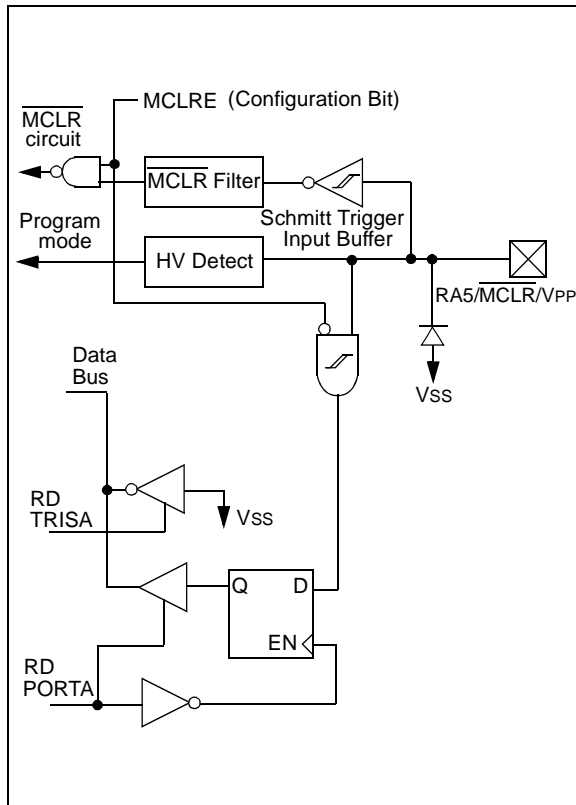 MCLRE (Configuration Bit)
MCLR
circuit
MCLR Filter
Schmitt Trigger
Input Buffer
Program
mode
HV Detect
RA5/MCLR/VPP
VSS
Data
Bus
RD
TRISA
VSS
Q
D
EN
RD
PORTA